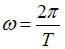 ω = 2π / T